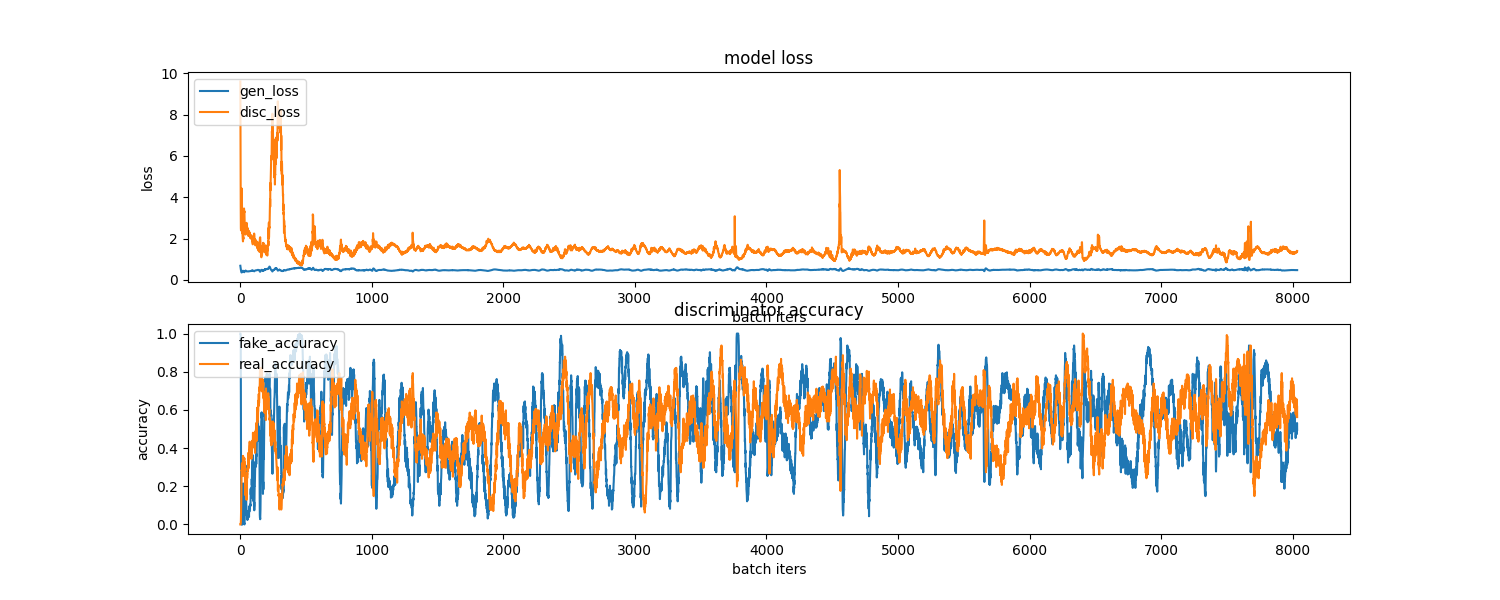 model loss
10
8
6
4
2
0
loss
gen_loss
disc_loss
0 1000 2000 3000 4000 5000 6000 7000 8000
batch iters
discriminator accuracy
1.0
0.8
0.6
0.4
0.2
0.0
accuracy
fake_accuracy
real_accuracy
0 1000 2000 3000 4000 5000 6000 7000 8000
batch iters